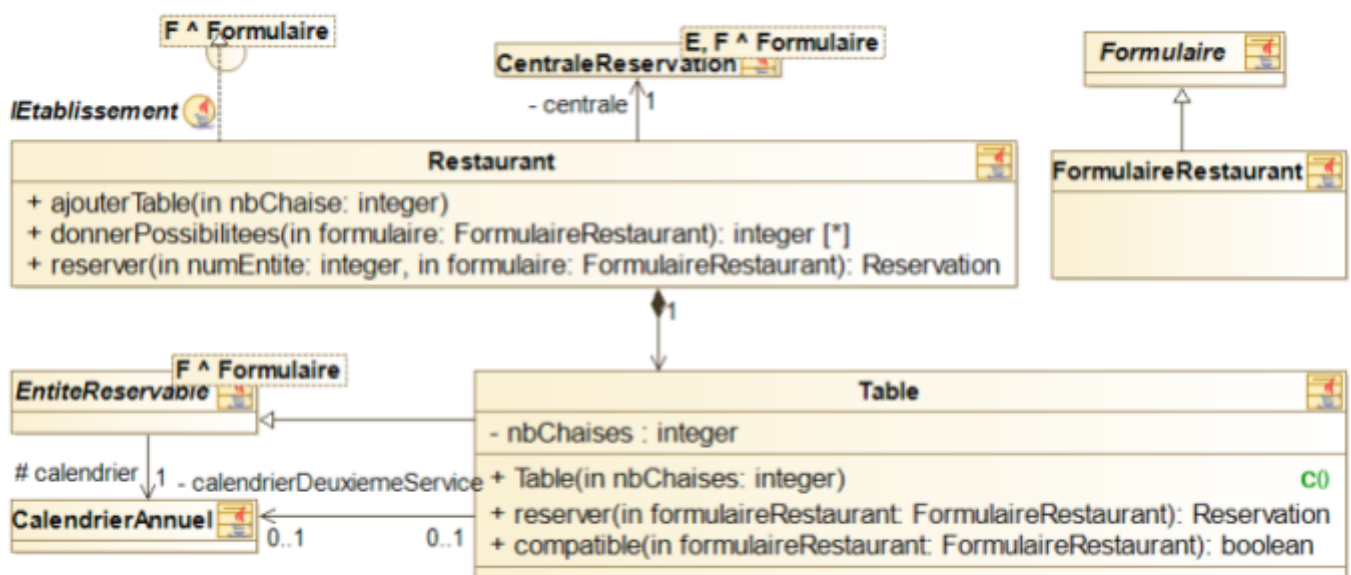 F ^ Formulaire
E, F ^ Formulaire
CentraleReservation
Formulaire
IEtablissement
- centrale
1
Restaurant
FormulaireRestaurant
+ ajouterTable(in nbChaise: integer)
+ donnerPossibilitees(in formulaire: FormulaireRestaurant): integer [*]
+ reserver(in numEntite: integer, in formulaire: FormulaireRestaurant): Reservation
1
F ^ Formulaire
EntiteReservable
Table
- nbChaises : integer
# calendrier
1
- calendrierDeuxiemeService
+ Table(in nbChaises: integer)
C()
CalendrierAnnuel
0..1
0..1
+ reserver(in formulaireRestaurant: FormulaireRestaurant): Reservation
+ compatible(in formulaireRestaurant: FormulaireRestaurant): boolean